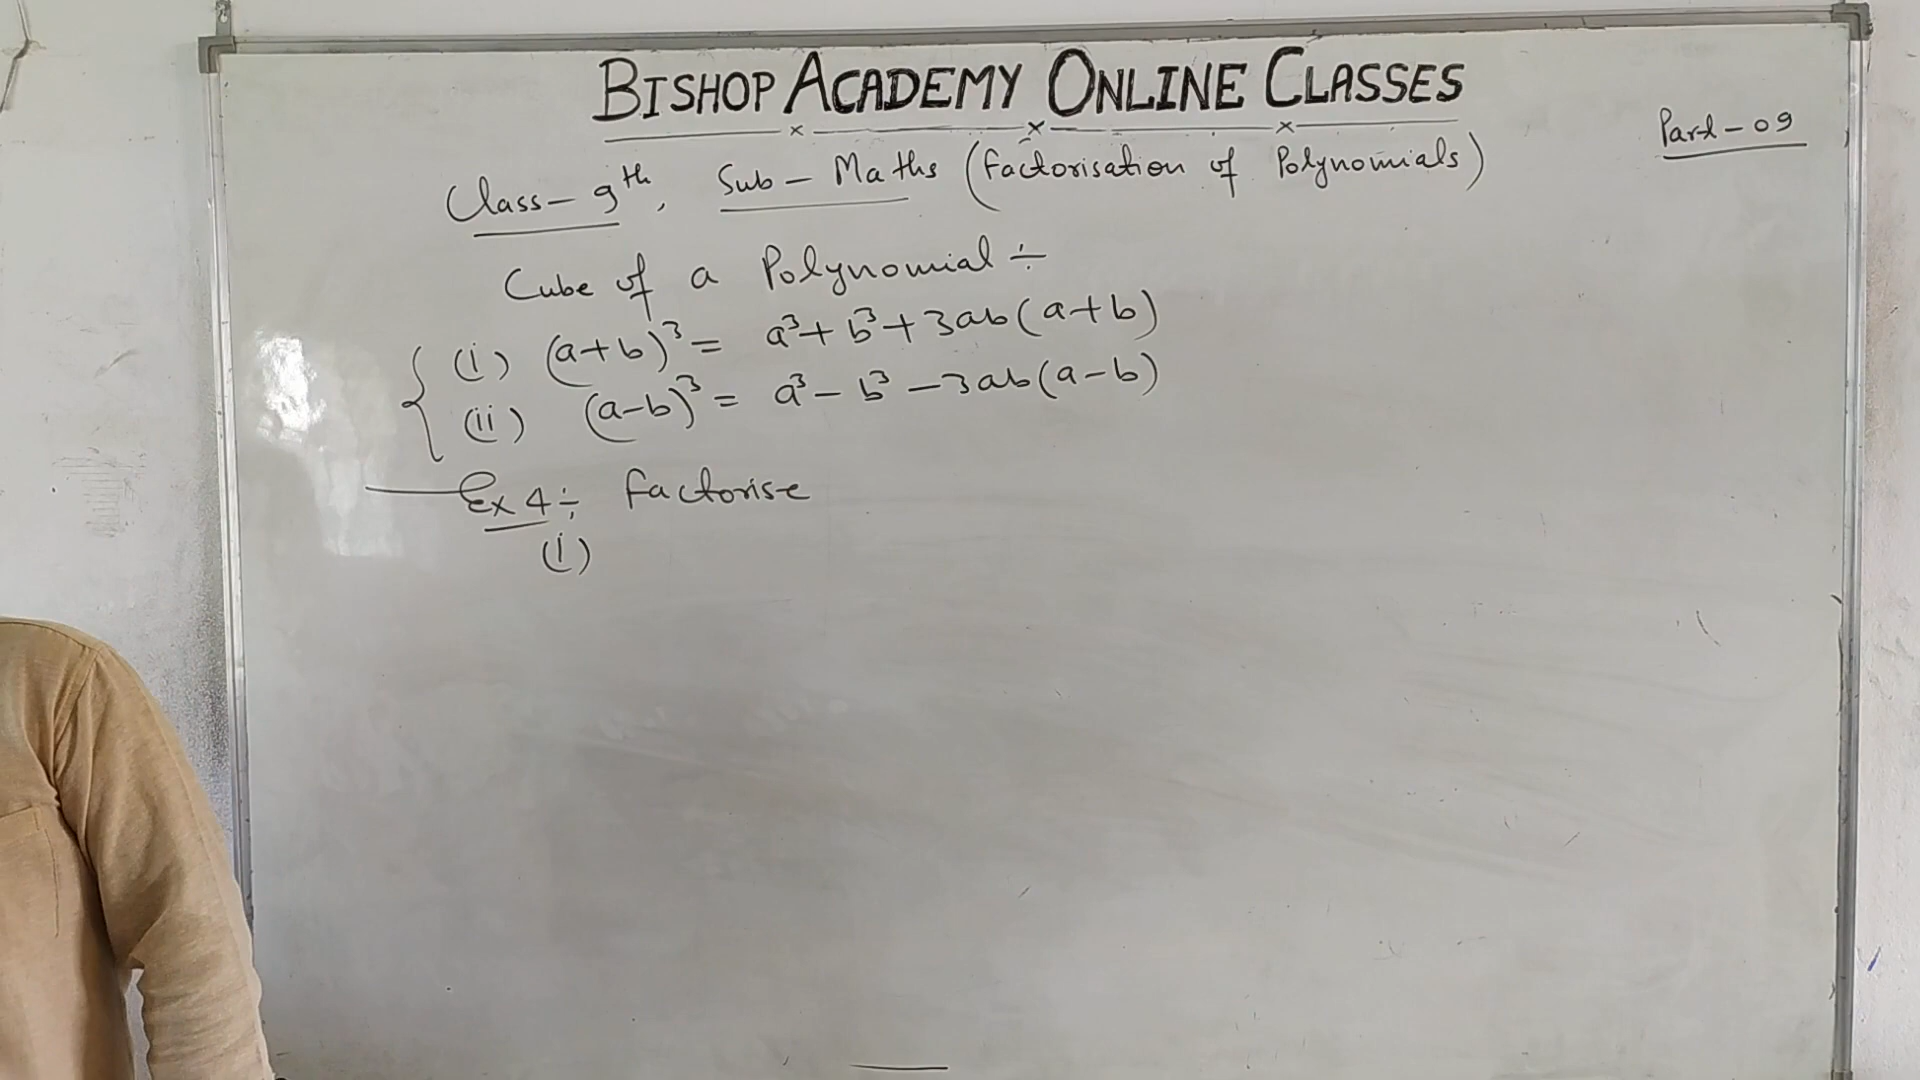 BISHOP ACADEMY ONLINE CLASSES
Part - 09
Class - 9th, Sub - Maths (Factorisation of Polynomials)
Cube of a Polynomial ÷
(i) (a+b)³ = a³ + b³ + 3ab(a+b)
(ii) (a-b)³ = a³ - b³ - 3ab(a-b)
Ex 4 ÷ Factorise
(i)